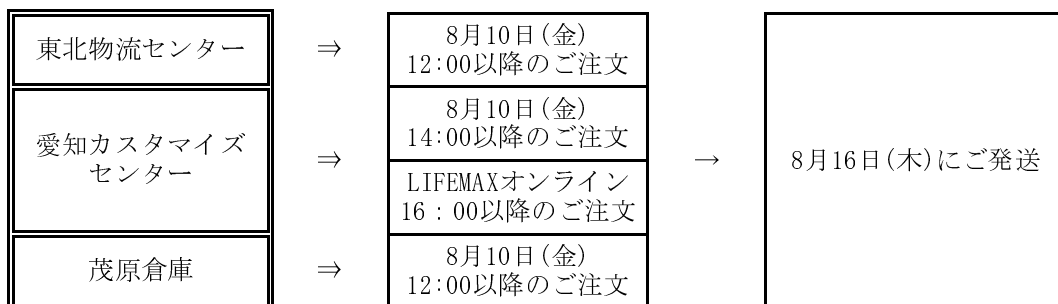 東北物流センター
⇒
8月10日(金)
12:00以降のご注文
愛知カスタマイズ
センター
⇒
8月10日(金)
14:00以降のご注文
LIFEMAXオンライン
16：00以降のご注文
茂原倉庫
⇒
8月10日(金)
12:00以降のご注文
→
8月16日(木)にご発送